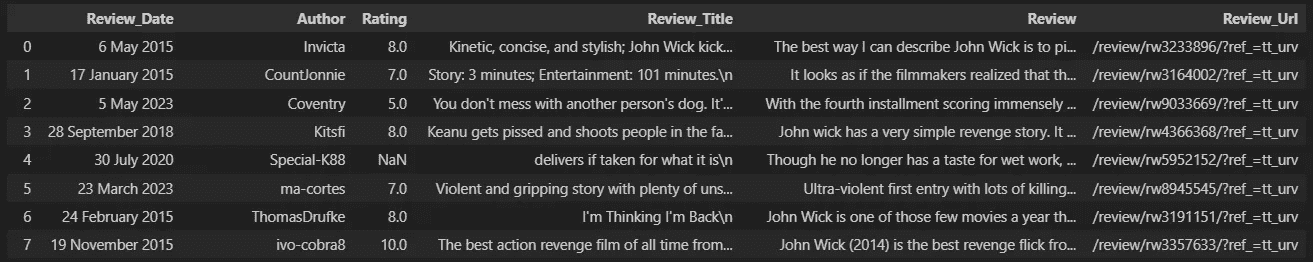 Review_Date Author Rating Review_Title Review Review_Url
0 6 May 2015 Invicta 8.0 Kinetic, concise, and stylish; John Wick kick... The best way I can describe John Wick is to pi... /review/rw3233896/?ref_=tt_urv
1 17 January 2015 CountJonnie 7.0 Story: 3 minutes; Entertainment: 101 minutes.\n It looks as if the filmmakers realized that th... /review/rw3164002/?ref_=tt_urv
2 5 May 2023 Coventry 5.0 You don't mess with another person's dog. It'... With the fourth installment scoring immensely ... /review/rw9033669/?ref_=tt_urv
3 28 September 2018 Kitsfi 8.0 Keanu gets pissed and shoots people in the fa... John wick has a very simple revenge story. It ... /review/rw4366368/?ref_=tt_urv
4 30 July 2020 Special-K88 NaN delivers if taken for what it is\n Though he no longer has a taste for wet work, ... /review/rw5952152/?ref_=tt_urv
5 23 March 2023 ma-cortes 7.0 Violent and gripping story with plenty of uns... Ultra-violent first entry with lots of killing... /review/rw8945545/?ref_=tt_urv
6 24 February 2015 ThomasDrufke 8.0 I'm Thinking I'm Back\n John Wick is one of those few movies a year th... /review/rw3191151/?ref_=tt_urv
7 19 November 2015 ivo-cobra8 10.0 The best action revenge film of all time from... John Wick (2014) is the best revenge flick fro... /review/rw3357633/?ref_=tt_urv